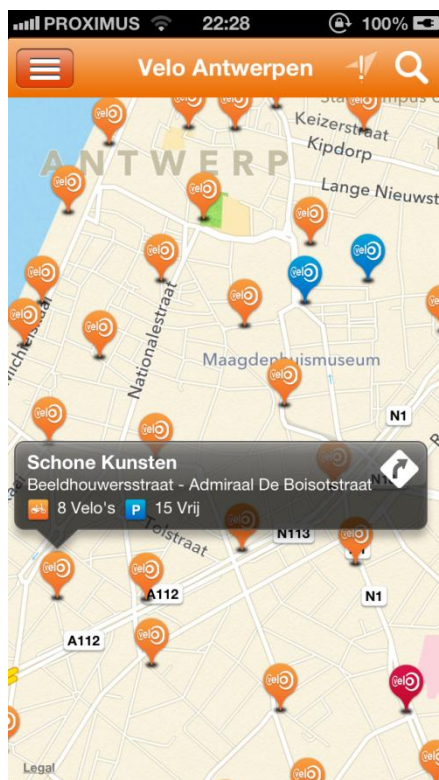 PROXIMUS 22:28 100%
Velo Antwerpen
Keizerstraat
Kipdorp
ANTWERP
Lange Nieuwst
Nationalestraat
Maagdenhuismuseum
N1
Schone Kunsten
Beeldhouwersstraat - Admiraal De Boisotstraat
8 Velo's P 15 Vrij
Tolstraat
N113
A112
N1
A112
Legal